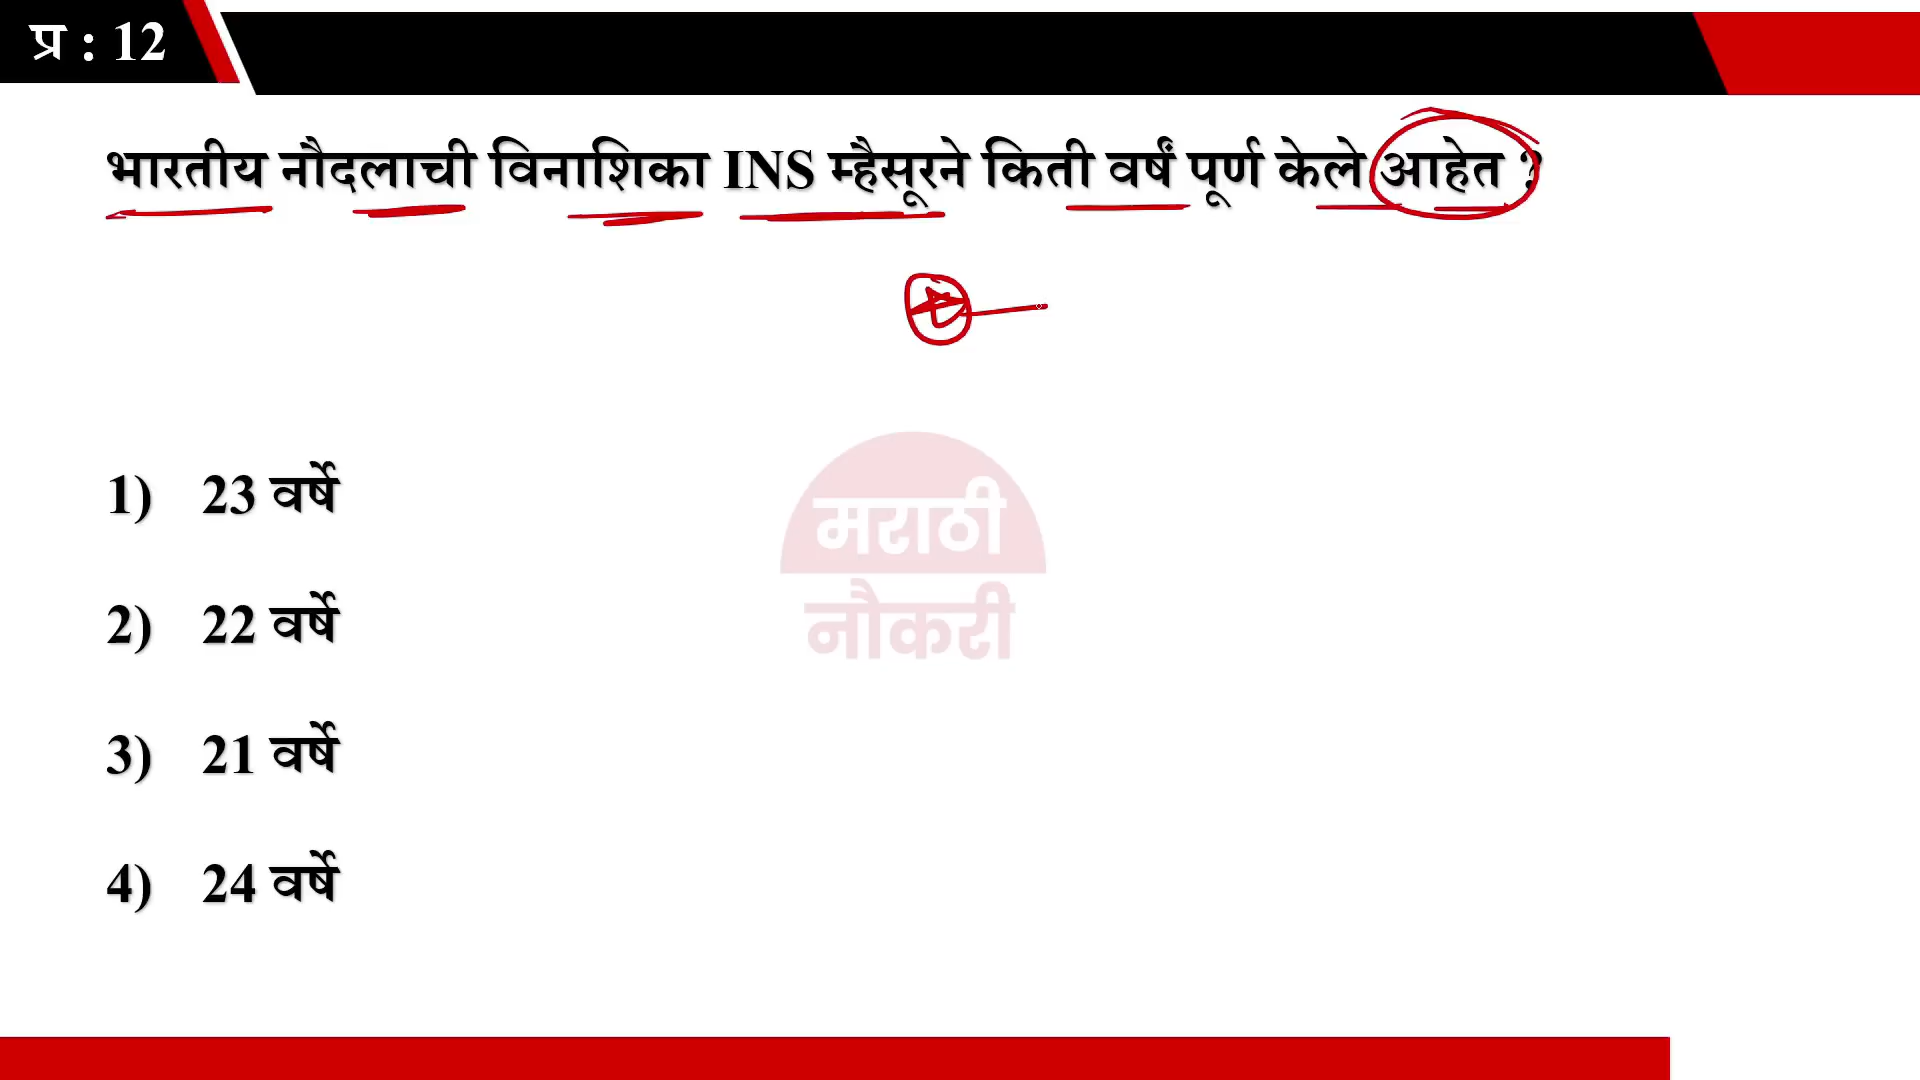 प्र : 12
भारतीय नौदलाची विनाशिका INS म्हैसूरने किती वर्षं पूर्ण केले आहेत ?
1) 23 वर्षे
मराठी
नौकरी
2) 22 वर्षे
3) 21 वर्षे
4) 24 वर्षे